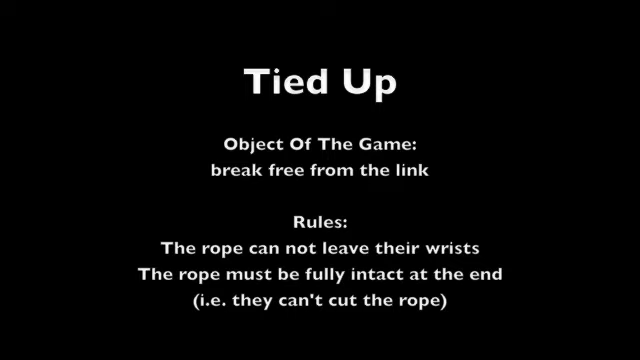 Tied Up
Object Of The Game:
break free from the link
Rules:
The rope can not leave their wrists
The rope must be fully intact at the end
(i.e. they can't cut the rope)